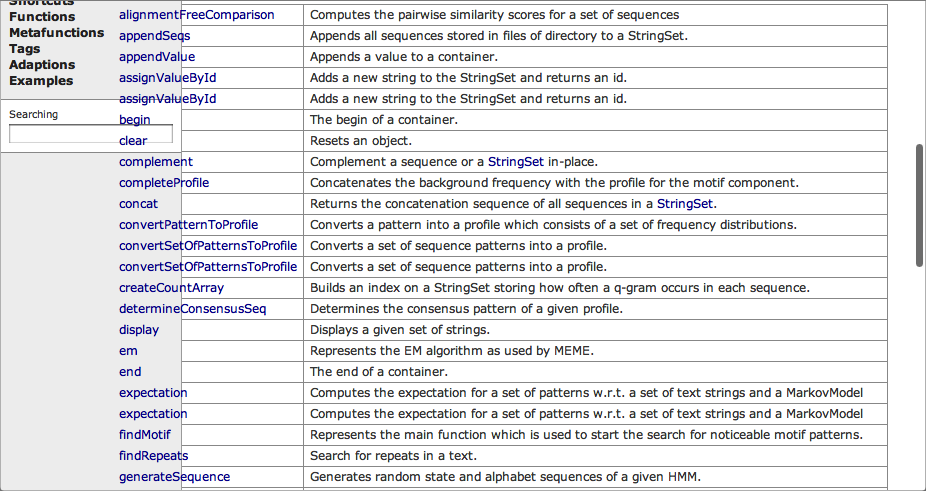 Shortcuts
Functions
Metafunctions
Tags
Adaptions
Examples
Searching
alignmentFreeComparison Computes the pairwise similarity scores for a set of sequences
appendSeqs Appends all sequences stored in files of directory to a StringSet.
appendValue Appends a value to a container.
assignValueById Adds a new string to the StringSet and returns an id.
assignValueById Adds a new string to the StringSet and returns an id.
begin The begin of a container.
clear Resets an object.
complement Complement a sequence or a StringSet in-place.
completeProfile Concatenates the background frequency with the profile for the motif component.
concat Returns the concatenation sequence of all sequences in a StringSet.
convertPatternToProfile Converts a pattern into a profile which consists of a set of frequency distributions.
convertSetOfPatternsToProfile Converts a set of sequence patterns into a profile.
convertSetOfPatternsToProfile Converts a set of sequence patterns into a profile.
createCountArray Builds an index on a StringSet storing how often a q-gram occurs in each sequence.
determineConsensusSeq Determines the consensus pattern of a given profile.
display Displays a given set of strings.
em Represents the EM algorithm as used by MEME.
end The end of a container.
expectation Computes the expectation for a set of patterns w.r.t. a set of text strings and a MarkovModel
expectation Computes the expectation for a set of patterns w.r.t. a set of text strings and a MarkovModel
findMotif Represents the main function which is used to start the search for noticeable motif patterns.
findRepeats Search for repeats in a text.
generateSequence Generates random state and alphabet sequences of a given HMM.